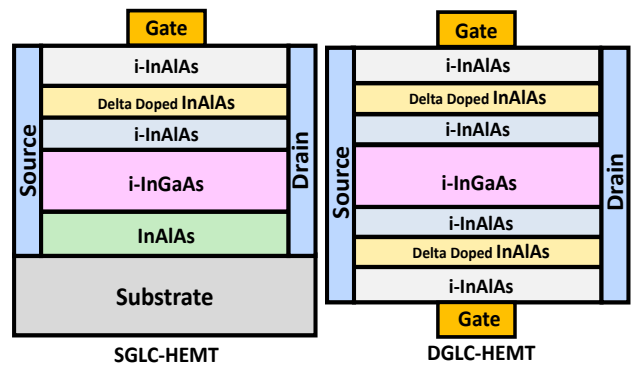 Gate
i-InAlAs
Delta Doped InAlAs
i-InAlAs
i-InGaAs
InAlAs
Source
Drain
Substrate
SGLC-HEMT
Gate
i-InAlAs
Delta Doped InAlAs
i-InAlAs
i-InGaAs
i-InAlAs
Delta Doped InAlAs
i-InAlAs
Source
Drain
Gate
DGLC-HEMT